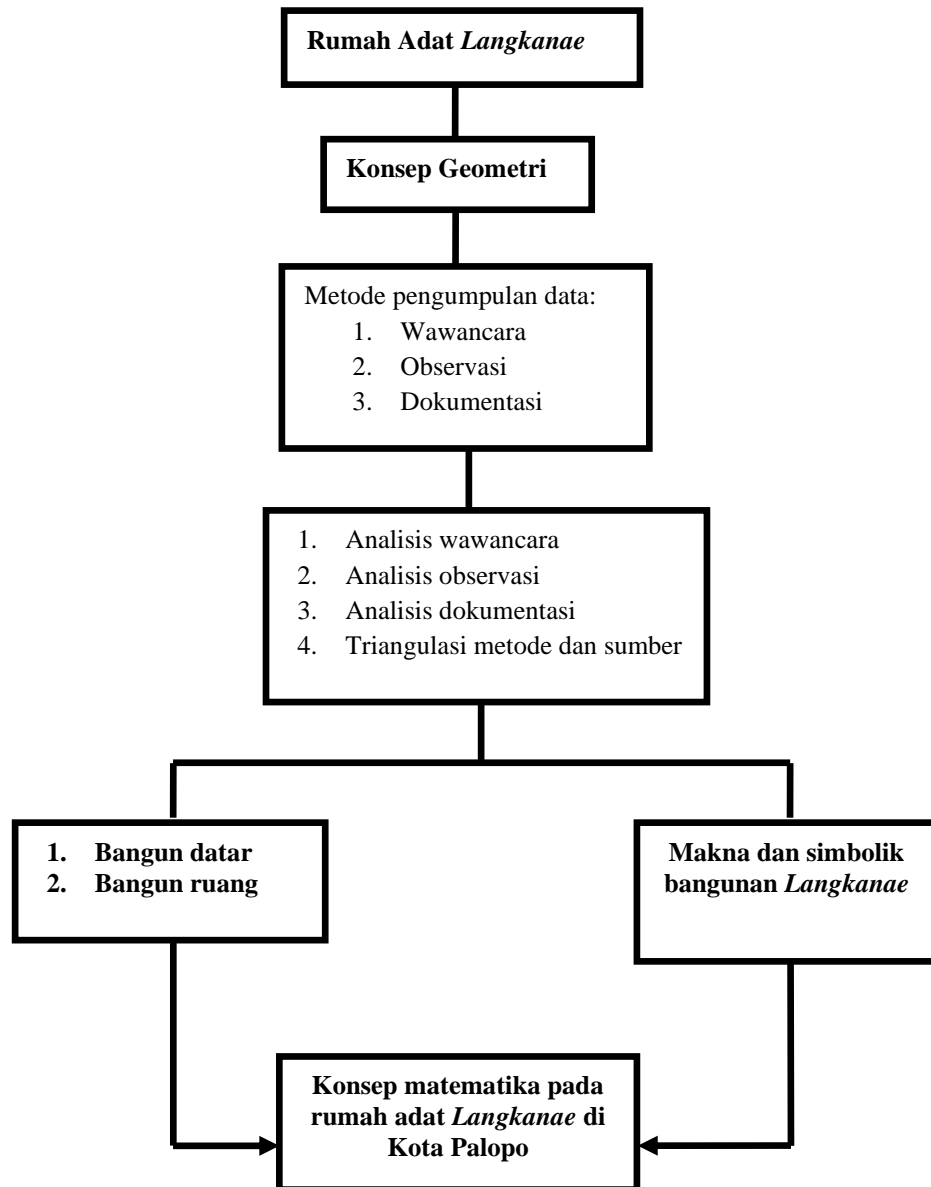 Rumah Adat Langkanae
Konsep Geometri
Metode pengumpulan data:
1. Wawancara
2. Observasi
3. Dokumentasi
1. Analisis wawancara
2. Analisis observasi
3. Analisis dokumentasi
4. Triangulasi metode dan sumber
1. Bangun datar
2. Bangun ruang
Makna dan simbolik
bangunan Langkanae
Konsep matematika pada
rumah adat Langkanae di
Kota Palopo